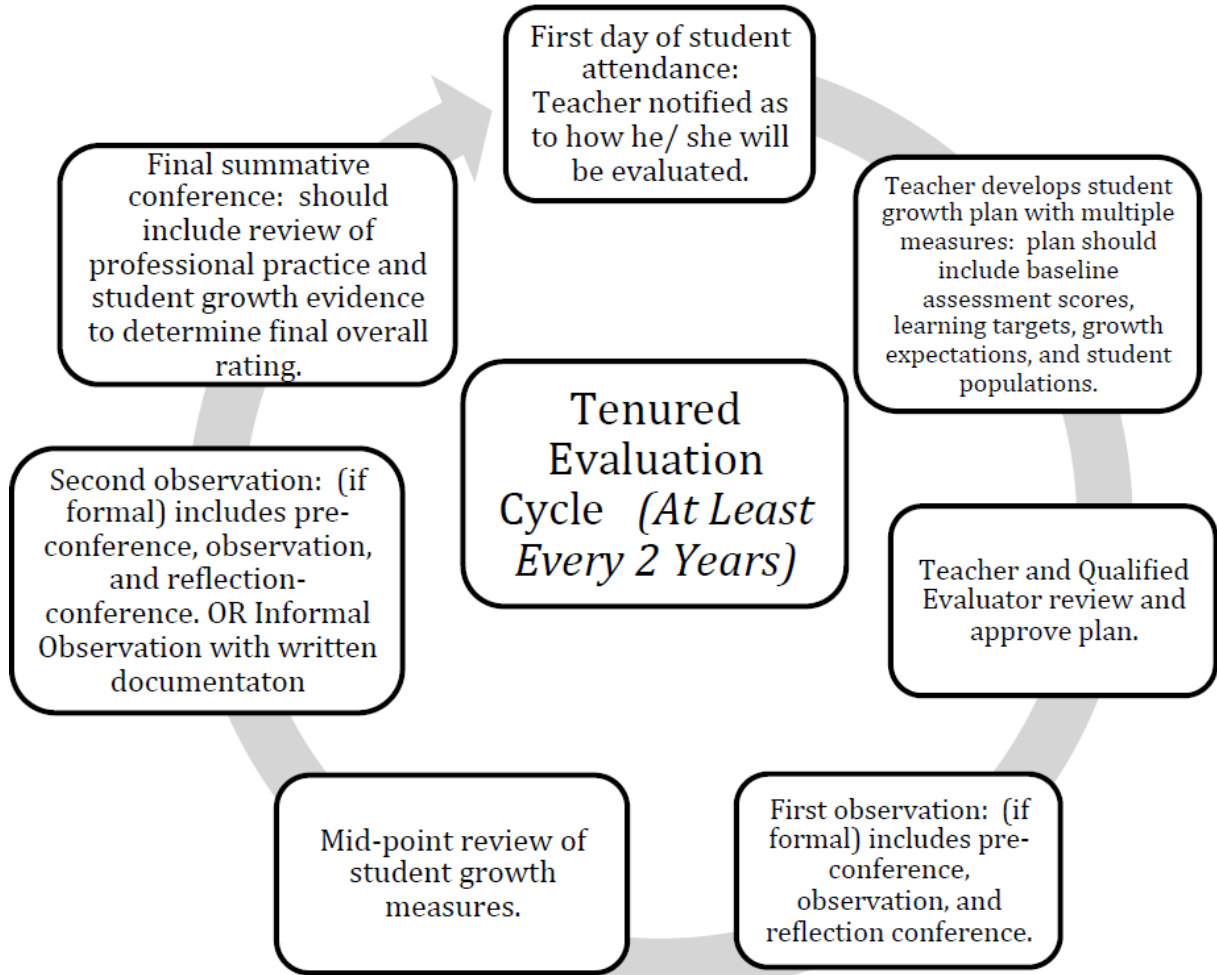 First day of student
attendance:
Teacher notified as
to how he/ she will
be evaluated.
Teacher develops student
growth plan with multiple
measures:  plan should
include baseline
assessment scores,
learning targets, growth
expectations, and student
populations.
Teacher and Qualified
Evaluator review and
approve plan.
First observation:  (if
formal) includes pre-
conference,
observation, and
reflection conference.
Mid-point review of
student growth
measures.
Second observation:  (if
formal) includes pre-
conference, observation,
and reflection-
conference. OR Informal
Observation with written
documentaton
Final summative
conference:  should
include review of
professional practice and
student growth evidence
to determine final overall
rating.
Tenured
Evaluation
Cycle   (At Least
Every 2 Years)